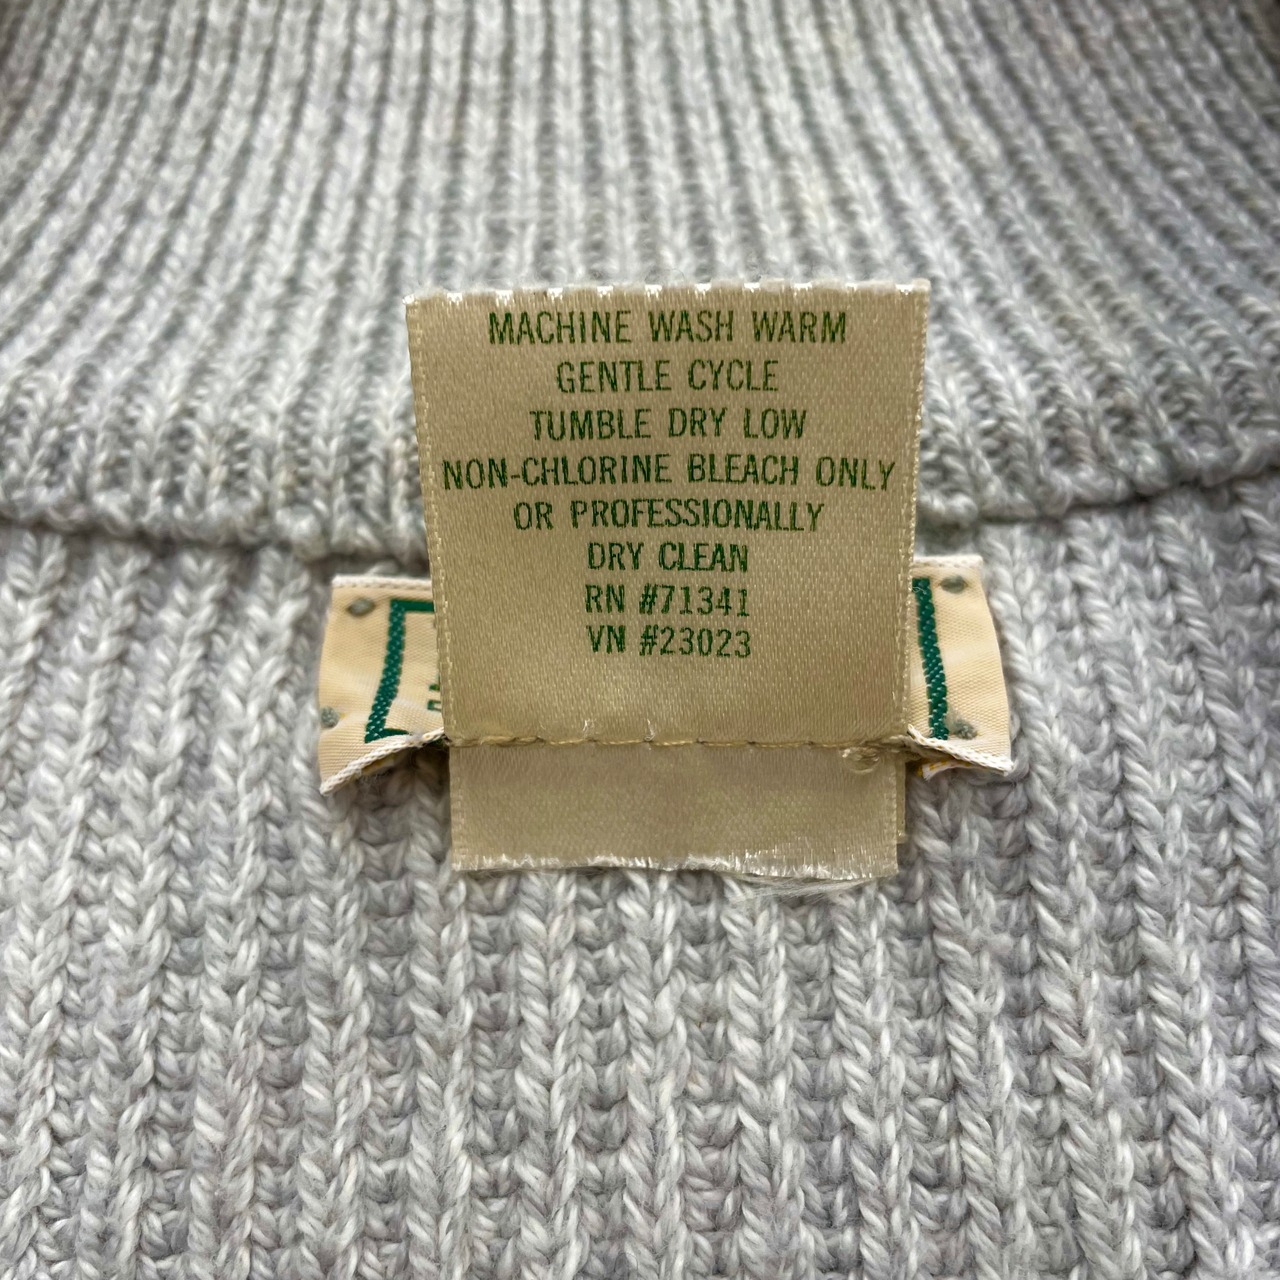 MACHINE WASH WARM
GENTLE CYCLE
TUMBLE DRY LOW
NON-CHLORINE BLEACH ONLY
OR PROFESSIONALLY
DRY CLEAN
RN #71341
VN #23023